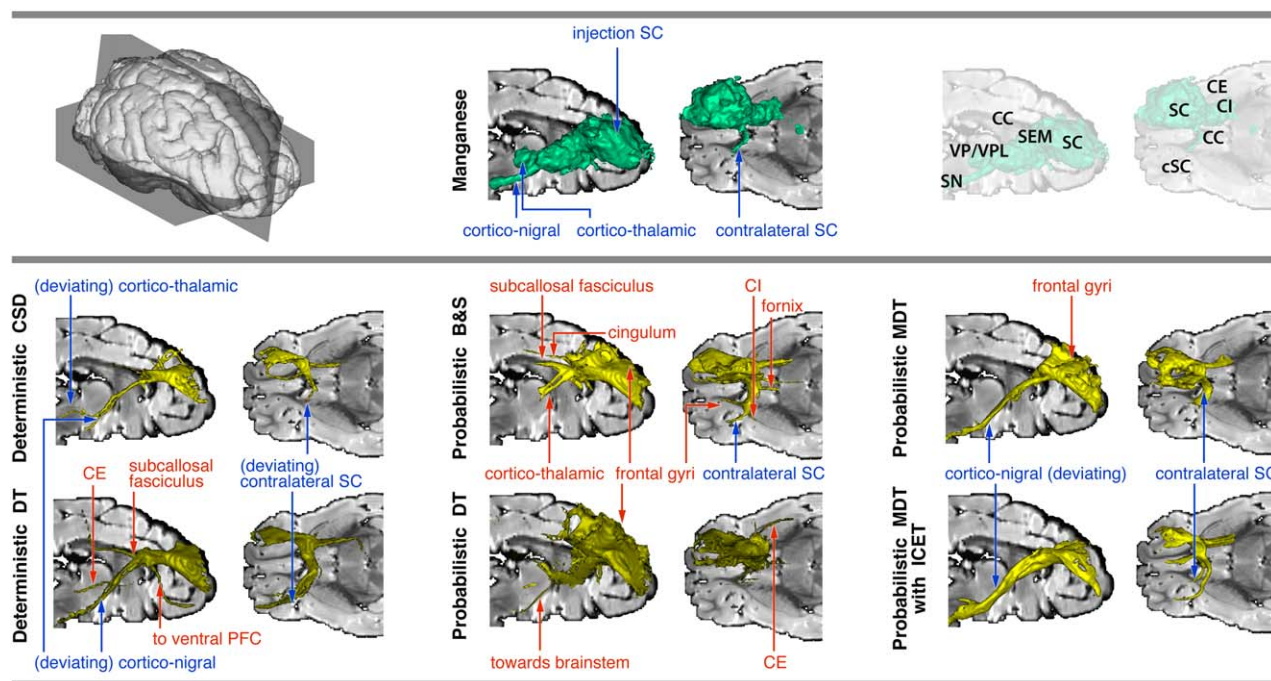 injection SC
Manganese
cortico-nigral
cortico-thalamic
contralateral SC
CC
SEM
SC
VP/VPL
SN
CE
SC
CI
CC
cSC
(deviating) cortico-thalamic
Deterministic CSD
(deviating)
contralateral SC
CE
subcallosal
fasciculus
Deterministic DT
to ventral PFC
(deviating) cortico-nigral
subcallosal fasciculus
cingulum
CI
fornix
Probabilistic B&S
cortico-thalamic
frontal gyri
contralateral SC
Probabilistic DT
towards brainstem
CE
frontal gyri
Probabilistic MDT
cortico-nigral (deviating)
contralateral SC
Probabilistic MDT
with ICET